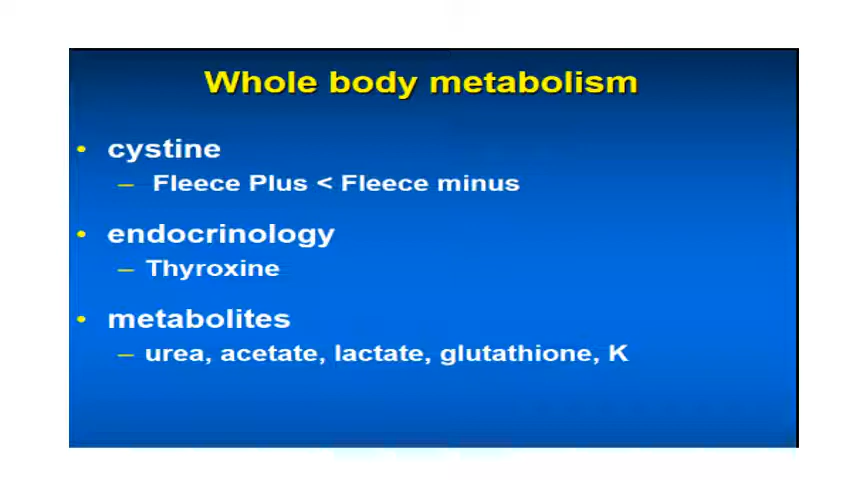 Whole body metabolism
• cystine
– Fleece Plus < Fleece minus
• endocrinology
– Thyroxine
• metabolites
– urea, acetate, lactate, glutathione, K